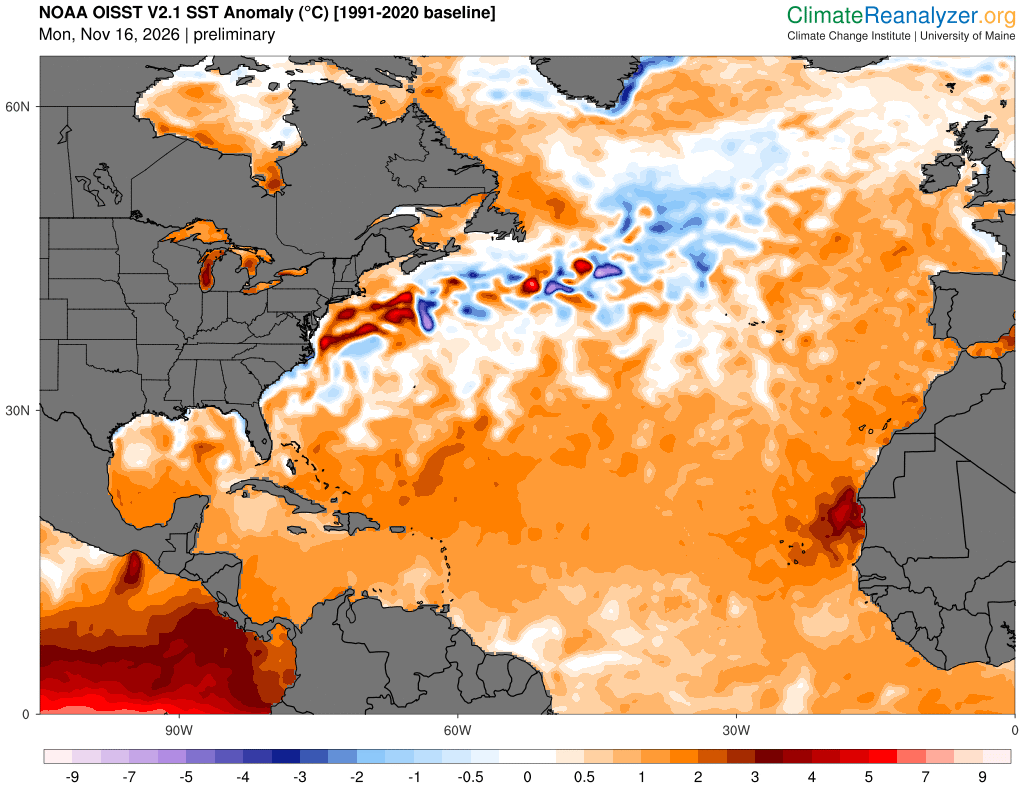 NOAA OISST V2.1 SST Anomaly (°C) [1991-2020 baseline]
Mon, Nov 16, 2026 | preliminary
ClimateReanalyzer.org
Climate Change Institute | University of Maine
60N
30N
0
90W
60W
30W
0
-9 -7 -5 -4 -3 -2 -1 -0.5 0 0.5 1 2 3 4 5 7 9